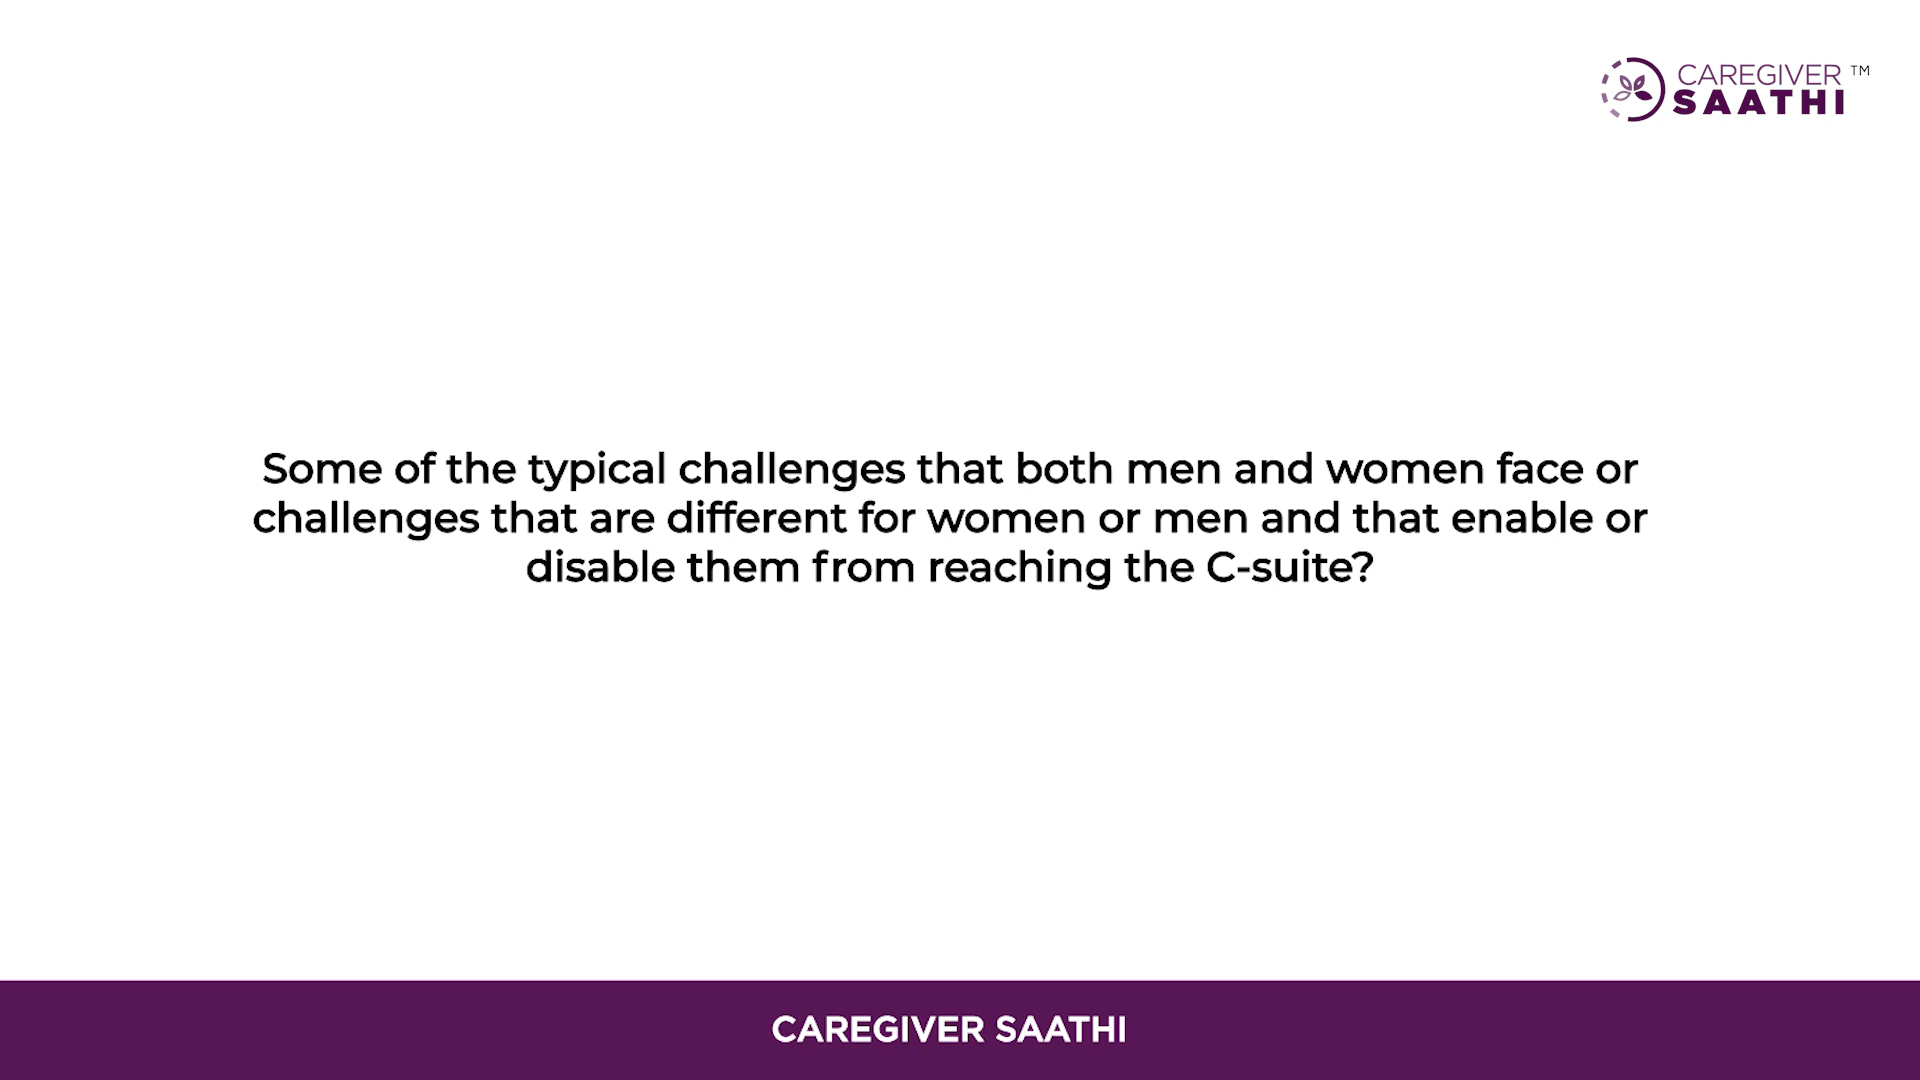 CAREGIVER TM
SAATHI
Some of the typical challenges that both men and women face or
challenges that are different for women or men and that enable or
disable them from reaching the C-suite?
CAREGIVER SAATHI